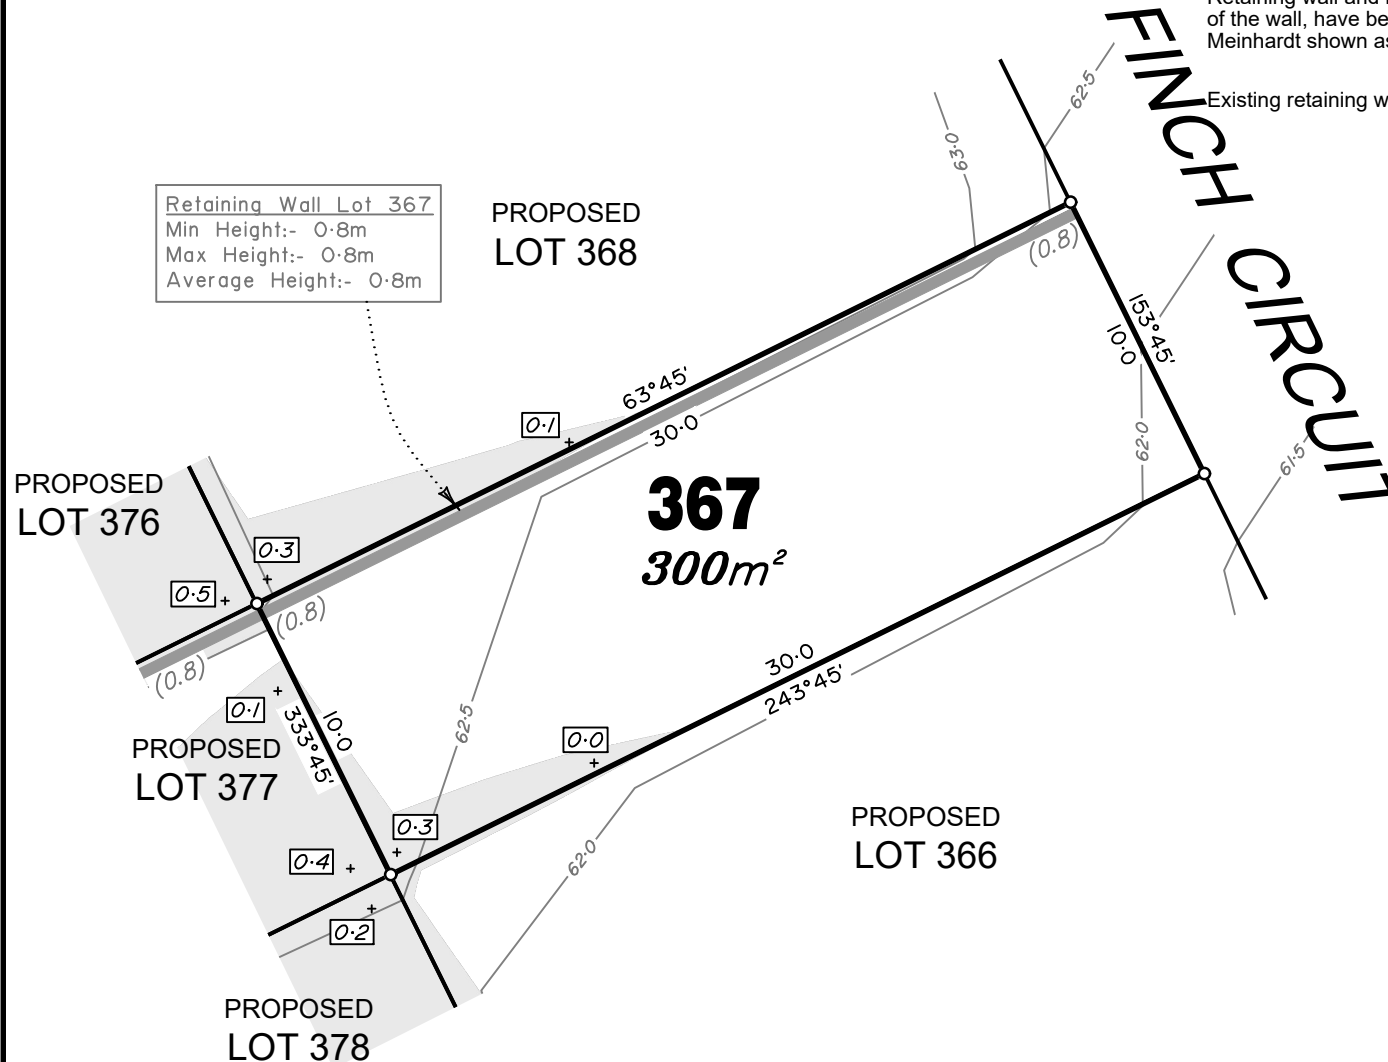 of the wall, have be
Meinhardt shown as
Existing retaining w
FINCH CIRCUIT
62·5
63·0
Retaining Wall Lot 367
Min Height:- 0·8m
Max Height:- 0·8m
Average Height:- 0·8m
PROPOSED
LOT 368
(0.8)
153°45'
10·0
63°45'
30·0
0·1
62·0
61·5
PROPOSED
LOT 376
367
300m²
0·3
0·5
(0.8)
(0.8)
0·1
333°45'
10·0
62·5
30·0
243°45'
0·0
PROPOSED
LOT 377
0·3
0·4
62·0
PROPOSED
LOT 366
0·2
PROPOSED
LOT 378